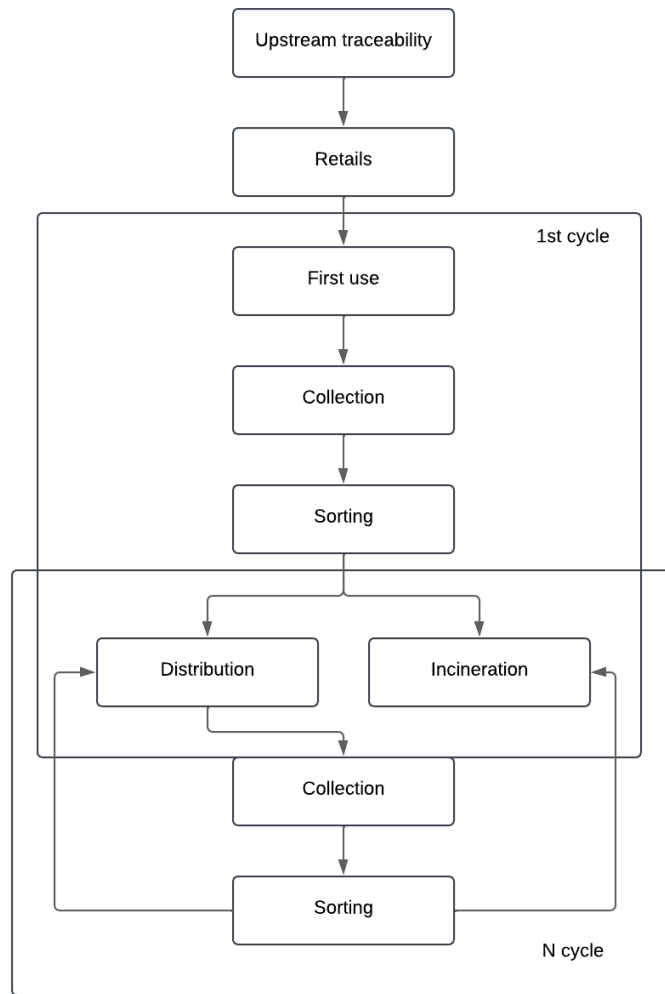 Upstream traceability
Retails
1st cycle
First use
Collection
Sorting
Distribution
Incineration
Collection
Sorting
N cycle